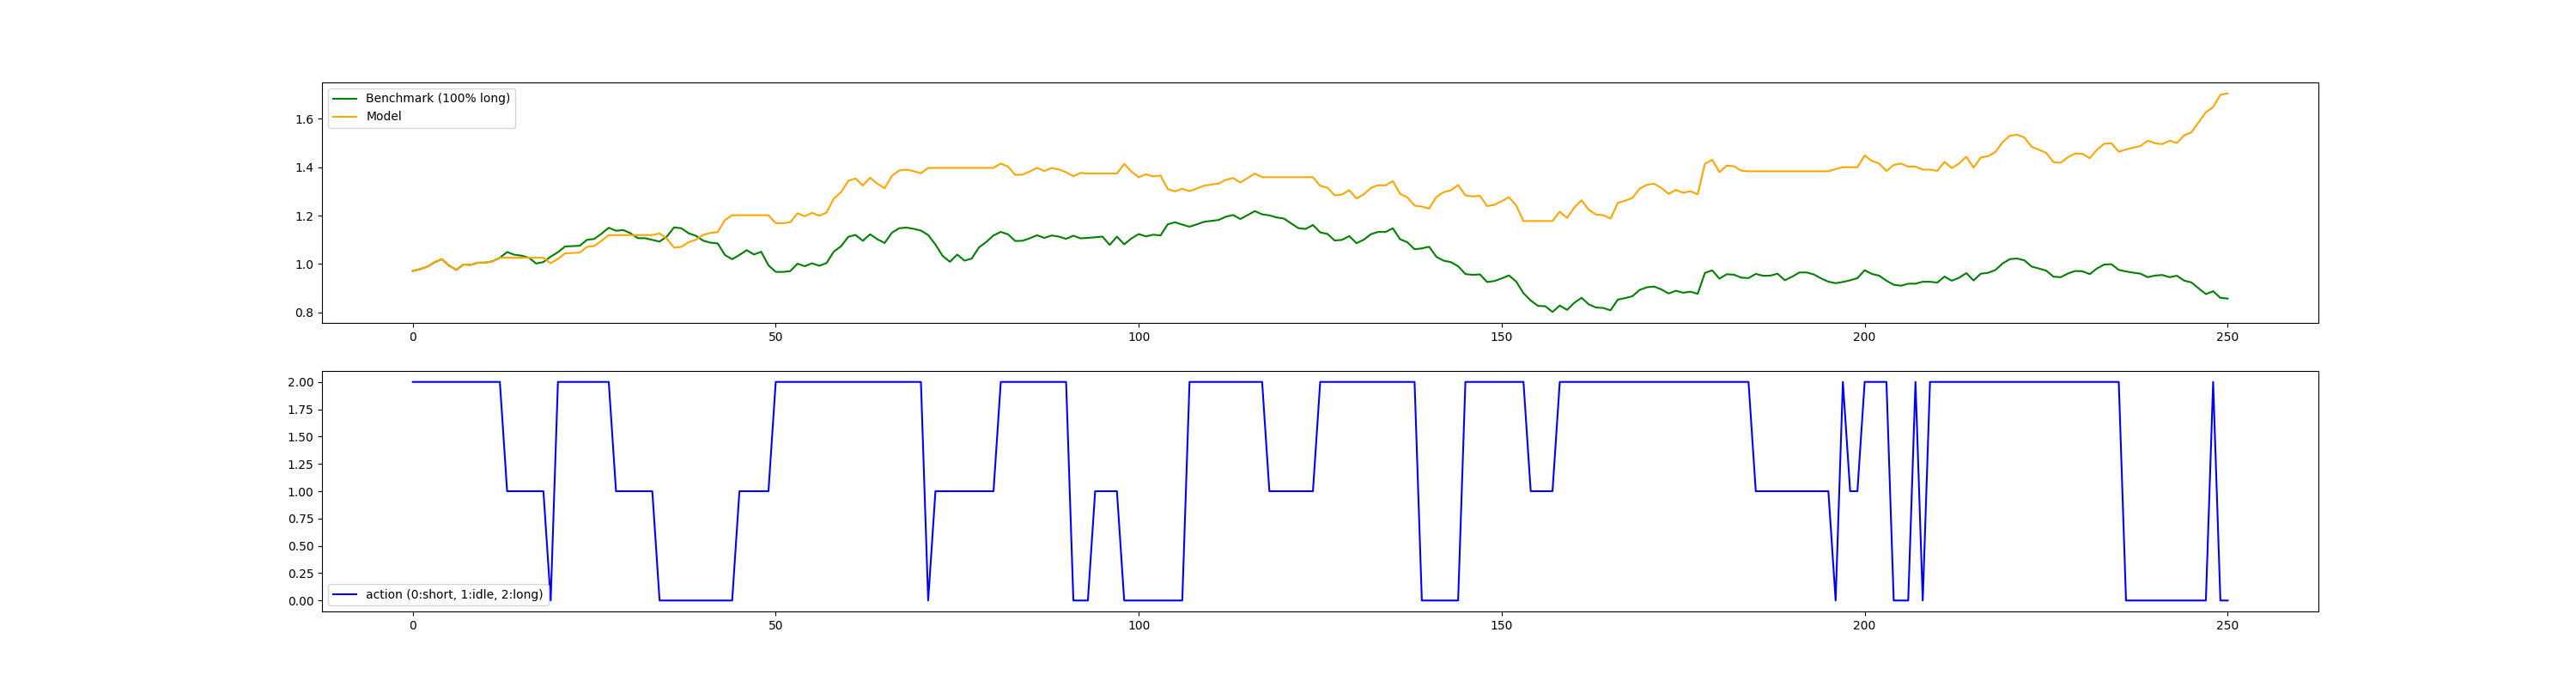 Benchmark (100% long)
Model
1.6
1.4
1.2
1.0
0.8
0 50 100 150 200 250
2.00
1.75
1.50
1.25
1.00
0.75
0.50
0.25
0.00
action (0:short, 1:idle, 2:long)
0 50 100 150 200 250